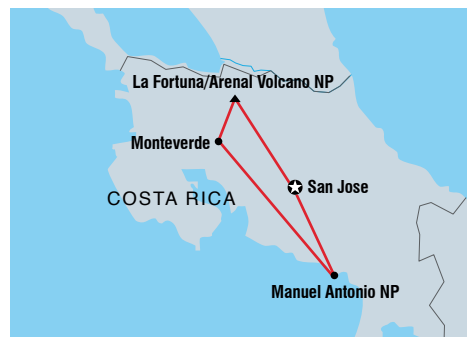 La Fortuna/Arenal Volcano NP
Monteverde
San Jose
COSTA RICA
Manuel Antonio NP